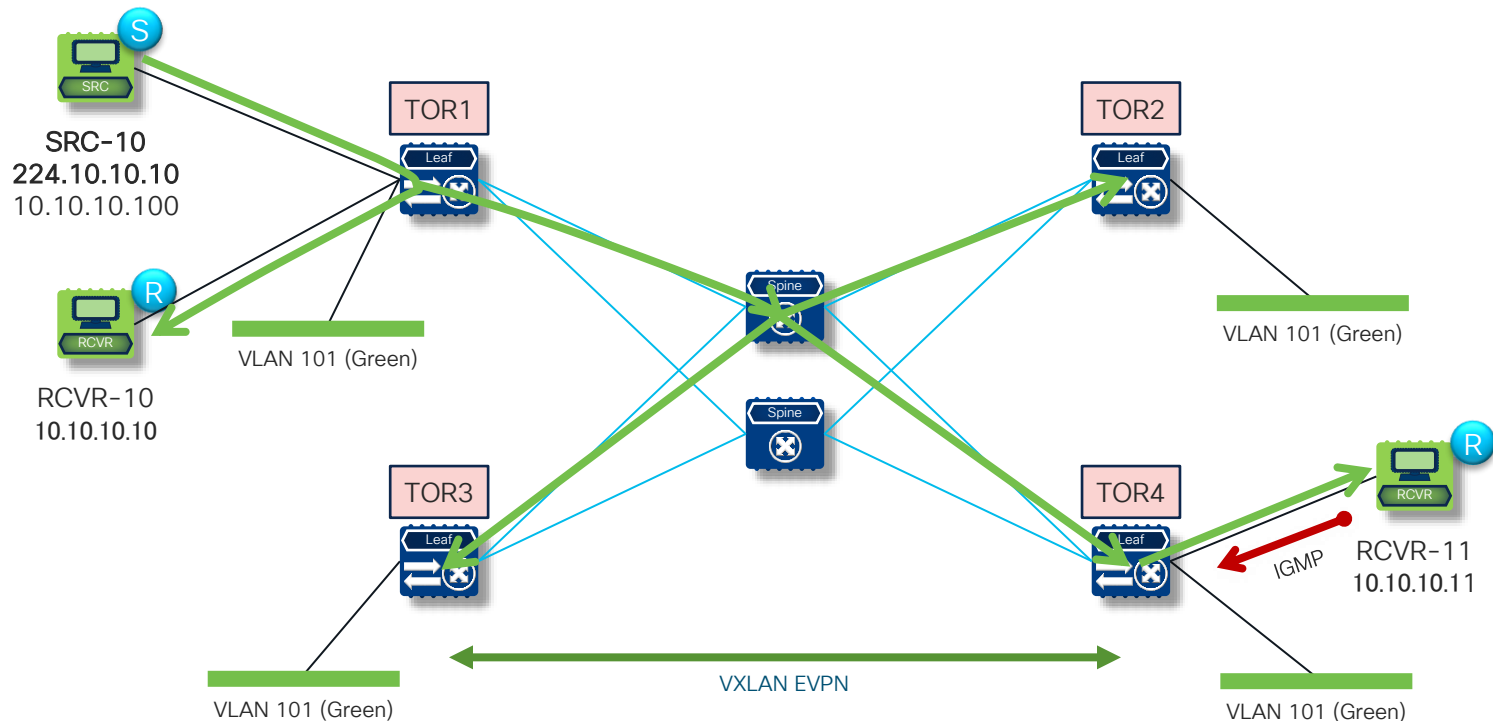 S
SRC
SRC-10
224.10.10.10
10.10.10.100
TOR1
Leaf
TOR2
Leaf
R
RCVR
RCVR-10
10.10.10.10
VLAN 101 (Green)
Spine
VLAN 101 (Green)
Spine
TOR3
Leaf
TOR4
Leaf
R
RCVR
RCVR-11
10.10.10.11
IGMP
VXLAN EVPN
VLAN 101 (Green)
VLAN 101 (Green)